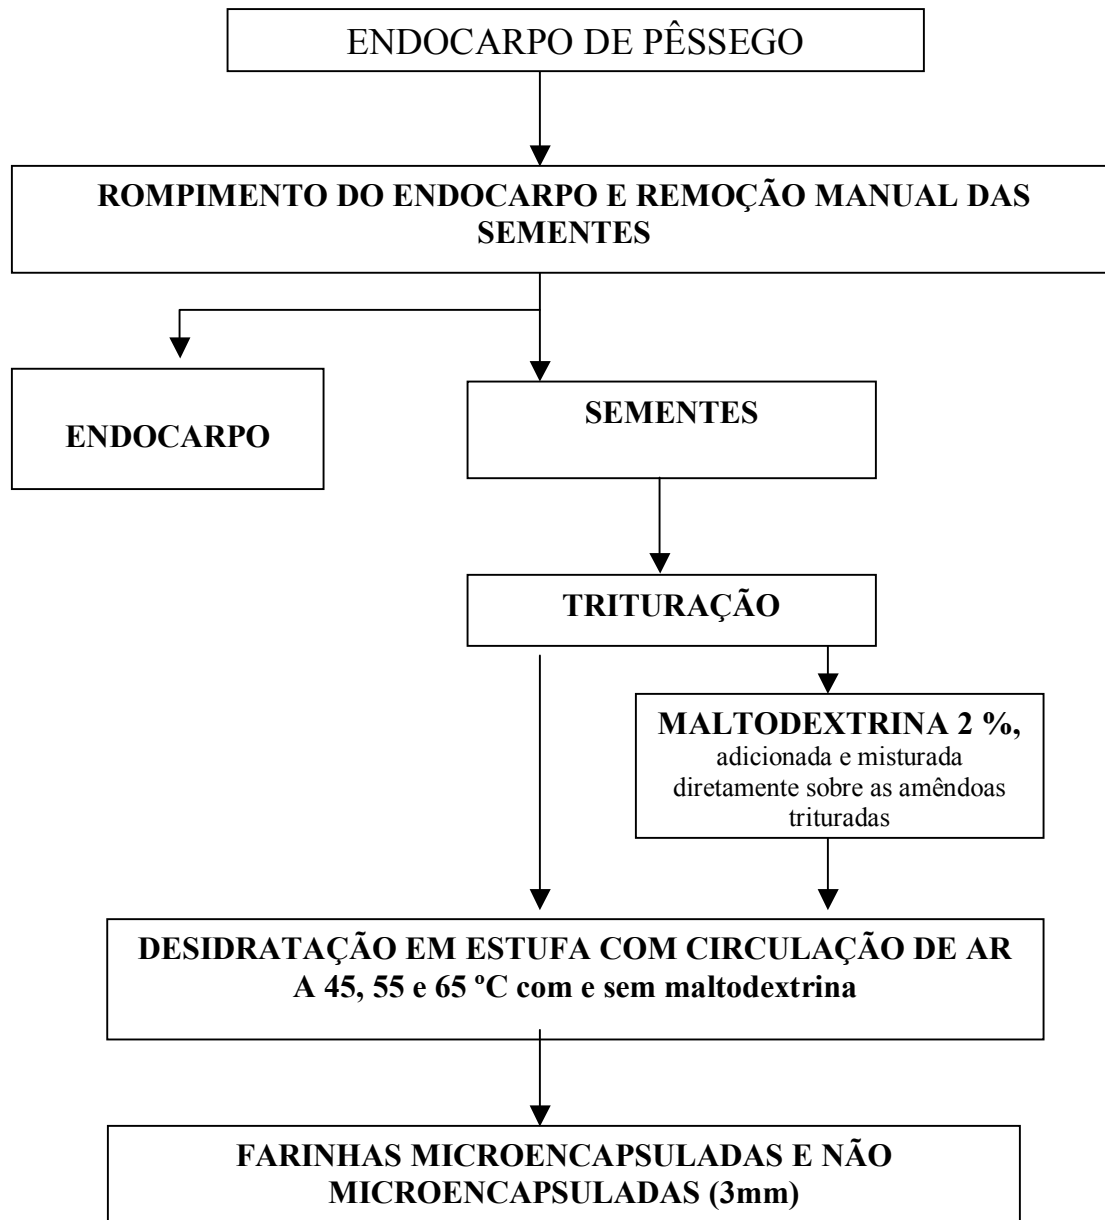 ENDOCARPO DE PÊSSEGO
ROMPIMENTO DO ENDOCARPO E REMOÇÃO MANUAL DAS
SEMENTES
ENDOCARPO
SEMENTES
TRITURAÇÃO
MALTODEXTRINA 2 %,
adicionada e misturada
diretamente sobre as amêndoas
trituradas
DESIDRATAÇÃO EM ESTUFA COM CIRCULAÇÃO DE AR
A 45, 55 e 65 ºC com e sem maltodextrina
FARINHAS MICROENCAPSULADAS E NÃO
MICROENCAPSULADAS (3mm)